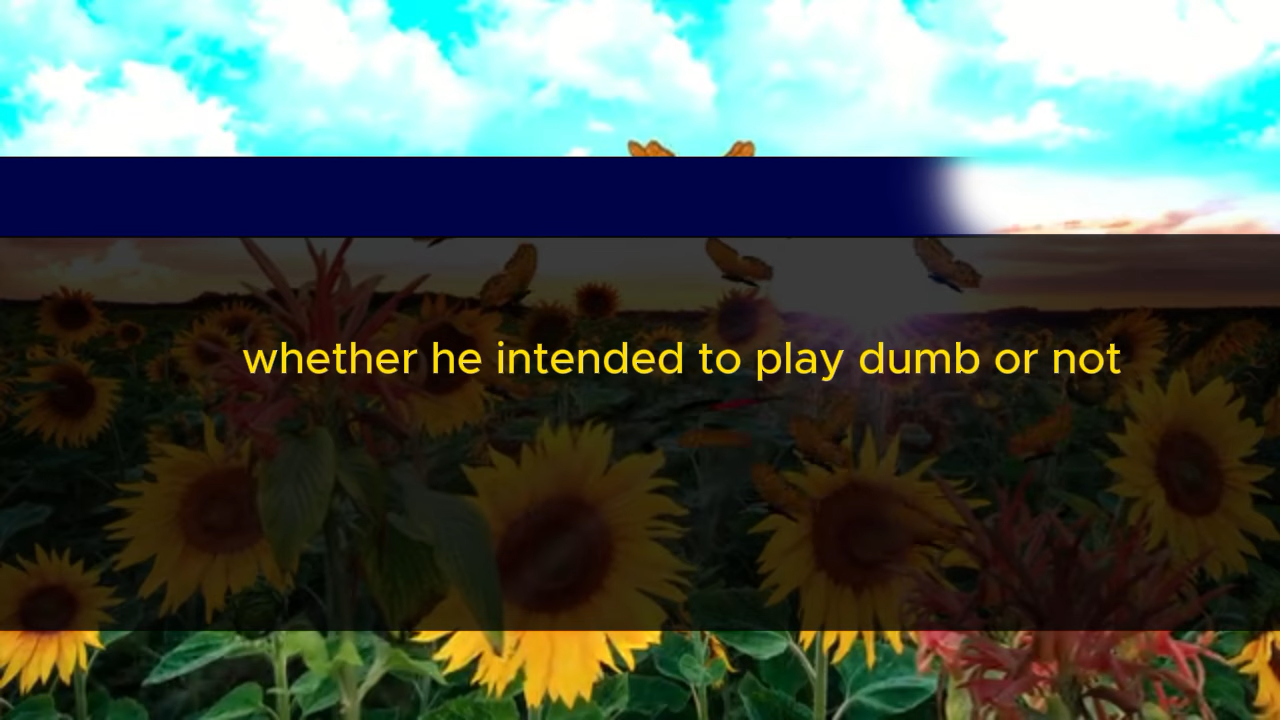 whether he intended to play dumb or not